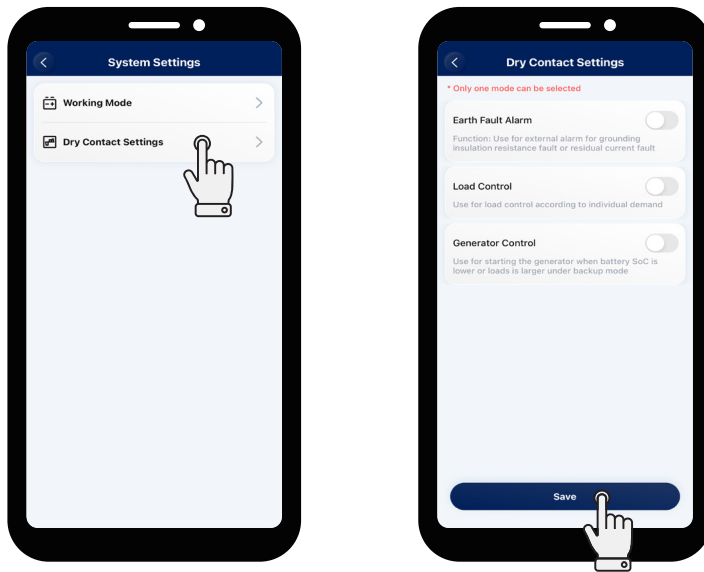 System Settings
Working Mode
Dry Contact Settings
Dry Contact Settings
* Only one mode can be selected
Earth Fault Alarm
Function: Use for external alarm for grounding
insulation resistance fault or residual current fault
Load Control
Use for load control according to individual demand
Generator Control
Use for starting the generator when battery SoC is
lower or loads is larger under backup mode
Save